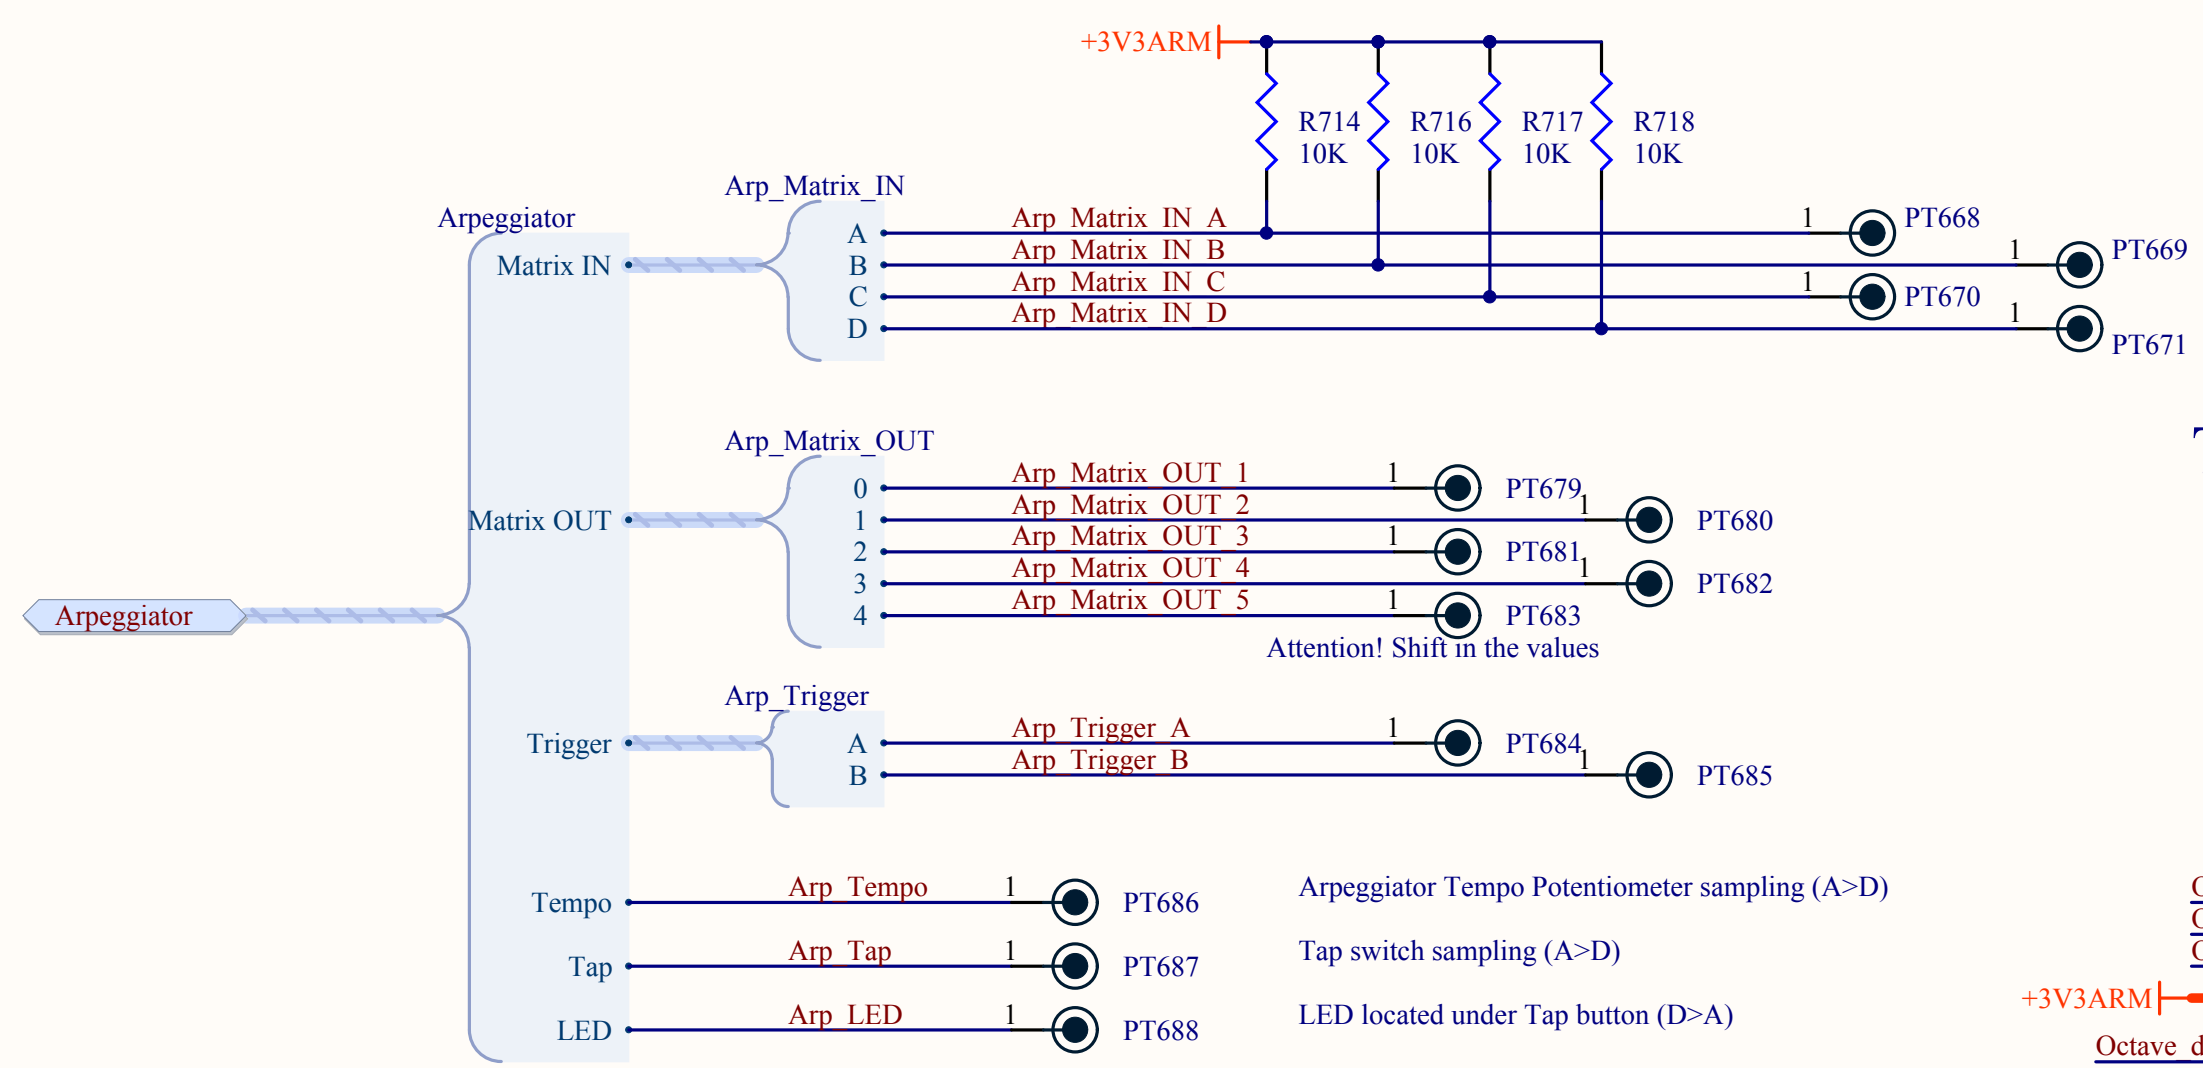 +3V3ARM
R714
10K
R716
10K
R717
10K
R718
10K
Arp_Matrix_IN
Arpeggiator
Matrix IN
A
B
C
D
Arp_Matrix_IN_A
Arp_Matrix_IN_B
Arp_Matrix_IN_C
Arp_Matrix_IN_D
1 PT668
1 PT669
1 PT670
1 PT671
Arp_Matrix_OUT
Matrix OUT
0 Arp_Matrix_OUT_1 1 PT679
1 Arp_Matrix_OUT_2 1 PT680
2 Arp_Matrix_OUT_3 1 PT681
3 Arp_Matrix_OUT_4 1 PT682
4 Arp_Matrix_OUT_5 1 PT683
Attention! Shift in the values
Arpeggiator
Arp_Trigger
Trigger
A Arp_Trigger_A 1 PT684
B Arp_Trigger_B 1 PT685
Tempo Arp_Tempo 1 PT686 Arpeggiator Tempo Potentiometer sampling (A>D)
Tap Arp_Tap 1 PT687 Tap switch sampling (A>D)
LED Arp_LED 1 PT688 LED located under Tap button (D>A)
+3V3ARM
Octave_d